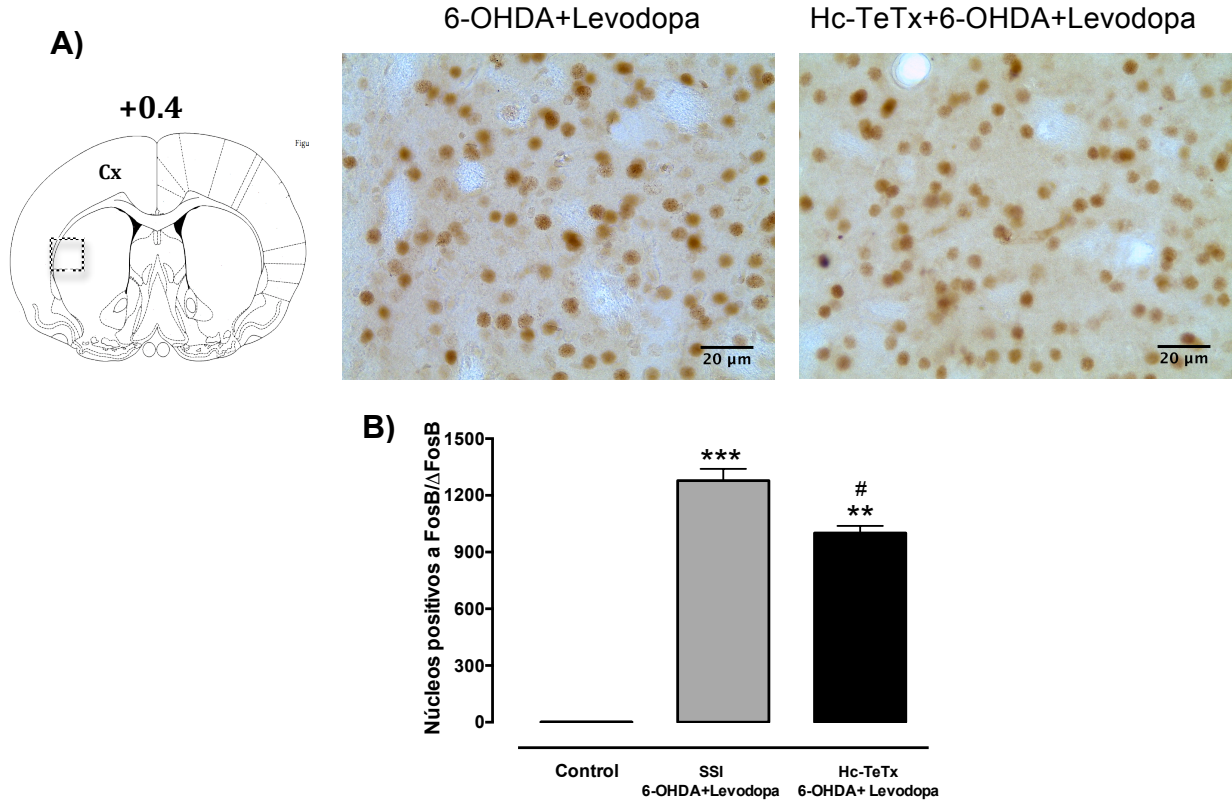 A)
6-OHDA+Levodopa
Hc-TeTx+6-OHDA+Levodopa
+0.4
Figu
Cx
20 µm
20 µm
B)
Núcleos positivos a FosB/ΔFosB
1500
1200
900
600
300
0
***
#
**
Control
SSI
6-OHDA+Levodopa
Hc-TeTx
6-OHDA+ Levodopa